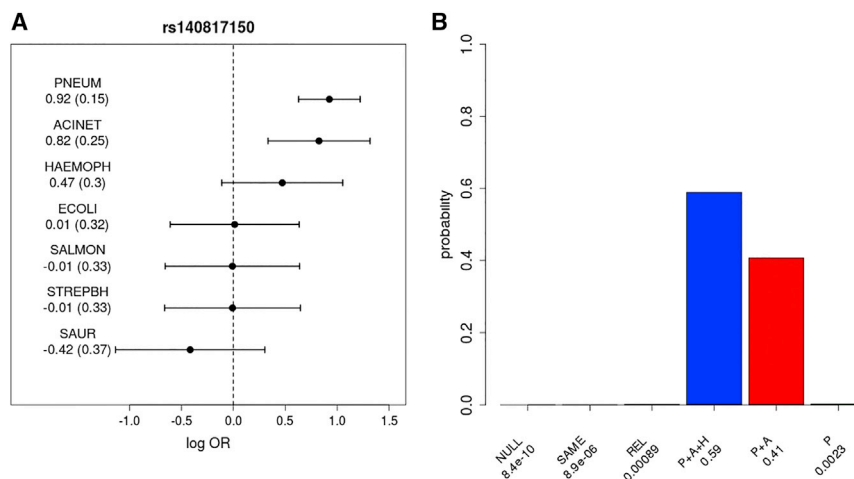 A
rs140817150
PNEUM
0.92 (0.15)
ACINET
0.82 (0.25)
HAEMOPH
0.47 (0.3)
ECOLI
0.01 (0.32)
SALMON
-0.01 (0.33)
STREPBH
-0.01 (0.33)
SAUR
-0.42 (0.37)
-1.0 -0.5 0.0 0.5 1.0 1.5
log OR
B
probability
1.0
0.8
0.6
0.4
0.2
0.0
NULL
8.4e-10
SAME
8.9e-06
REL
0.00089
P+A+H
0.59
P+A
0.41
P
0.0023